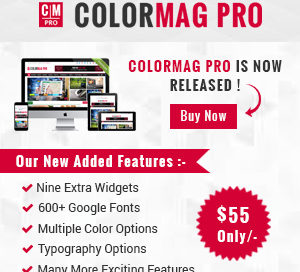 CM
PRO
COLORMAG PRO
COLORMAG PRO IS NOW
RELEASED !
Buy Now
Our New Added Features :-
Nine Extra Widgets
600+ Google Fonts
Multiple Color Options
Typography Options
Many More Exciting Features
$55
Only/-